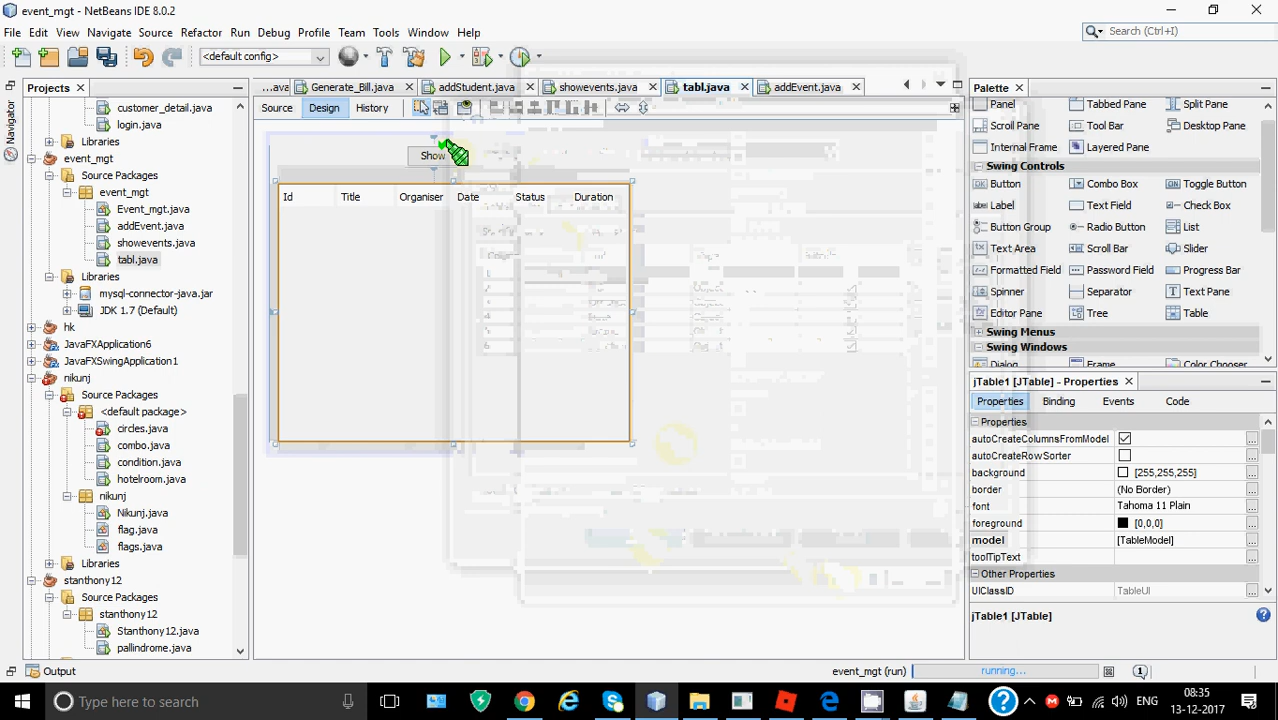 event_mgt - NetBeans IDE 8.0.2
File Edit View Navigate Source Refactor Run Debug Profile Team Tools Window Help
Search (Ctrl+I)
<default config>
Projects
...ava Generate_Bill.java addStudent.java showevents.java tabl.java addEvent.java
Palette
Navigator
Source Design History
customer_detail.java
login.java
Libraries
event_mgt
Source Packages
event_mgt
Event_mgt.java
addEvent.java
showevents.java
tabl.java
Libraries
mysql-connector-java.jar
JDK 1.7 (Default)
hk
JavaFXApplication6
JavaFXSwingApplication1
nikunj
Source Packages
<default package>
circles.java
combo.java
condition.java
hotelroom.java
nikunj
Nikunj.java
flag.java
flags.java
Libraries
stanthony12
Source Packages
stanthony12
Stanthony12.java
pallindrome.java
Show
Id Title Organiser Date Status Duration
Panel Tabbed Pane Split Pane
Scroll Pane Tool Bar Desktop Pane
Internal Frame Layered Pane
Swing Controls
Button Combo Box Toggle Button
Label Text Field Check Box
Button Group Radio Button List
Text Area Scroll Bar Slider
Formatted Field Password Field Progress Bar
Spinner Separator Text Pane
Editor Pane Tree Table
Swing Menus
Swing Windows
Dialog Frame Color Chooser
jTable1 [JTable] - Properties
Properties Binding Events Code
Properties
autoCreateColumnsFromModel
autoCreateRowSorter
background [255,255,255]
border (No Border)
font Tahoma 11 Plain
foreground [0,0,0]
model [TableModel]
toolTipText
Other Properties
UIClassID TableUI
jTable1 [JTable]
Output
event_mgt (run) running...
Type here to search
ENG
08:35
13-12-2017